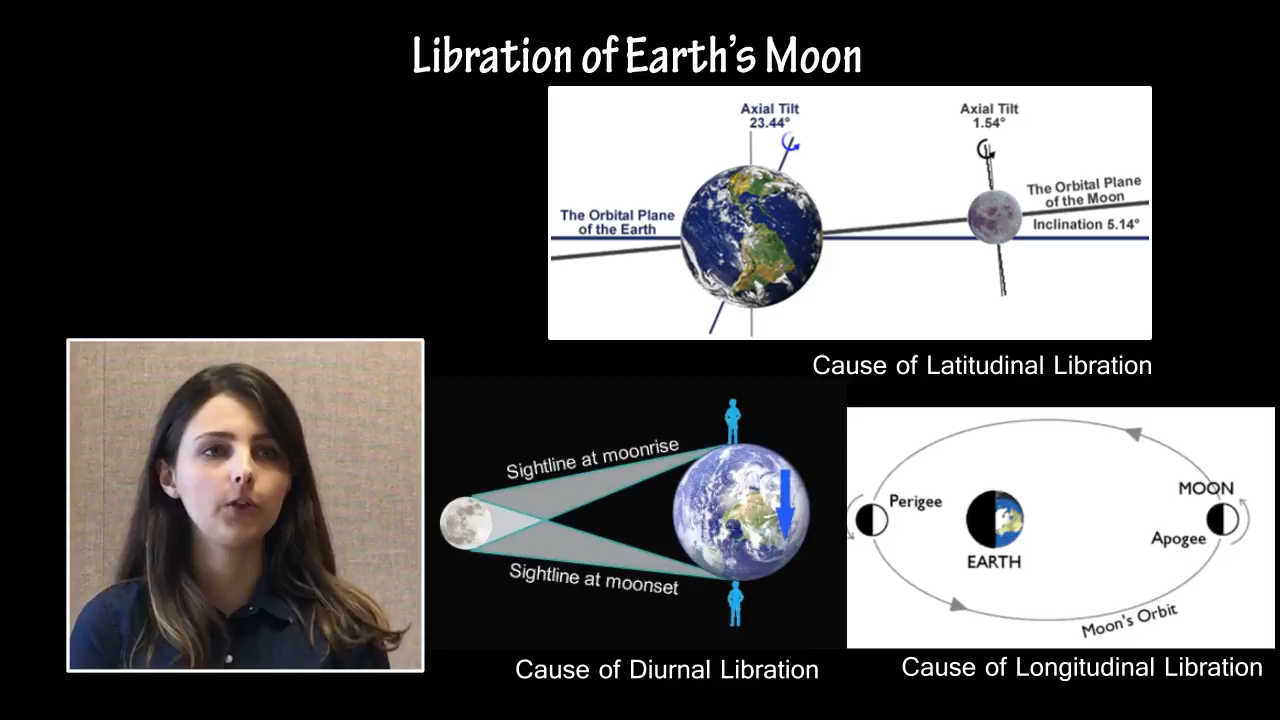 Libration of Earth's Moon
Axial Tilt
23.44°
Axial Tilt
1.54°
The Orbital Plane
of the Earth
The Orbital Plane
of the Moon
Inclination 5.14°
Cause of Latitudinal Libration
Sightline at moonrise
Sightline at moonset
Cause of Diurnal Libration
Perigee
EARTH
MOON
Apogee
Moon's Orbit
Cause of Longitudinal Libration